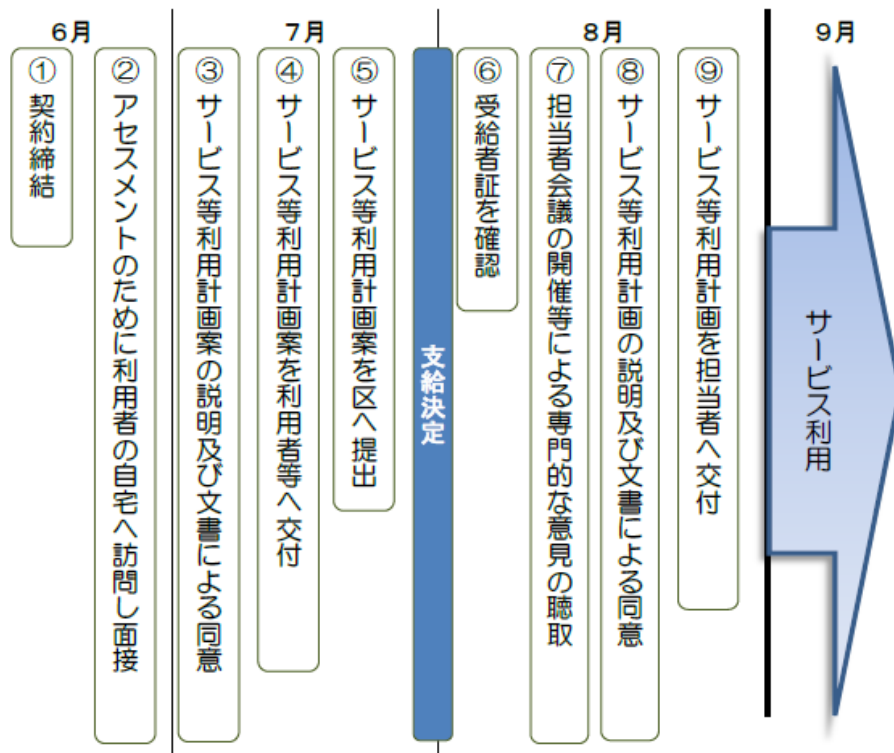 6月
7月
8月
9月
①契約締結
②アセスメントのために利用者の自宅へ訪問し面接
③サービス等利用計画案の説明及び文書による同意
④サービス等利用計画案を利用者等へ交付
⑤サービス等利用計画案を区へ提出
支給決定
⑥受給者証を確認
⑦担当者会議の開催等による専門的な意見の聴取
⑧サービス等利用計画の説明及び文書による同意
⑨サービス等利用計画を担当者へ交付
サービス利用